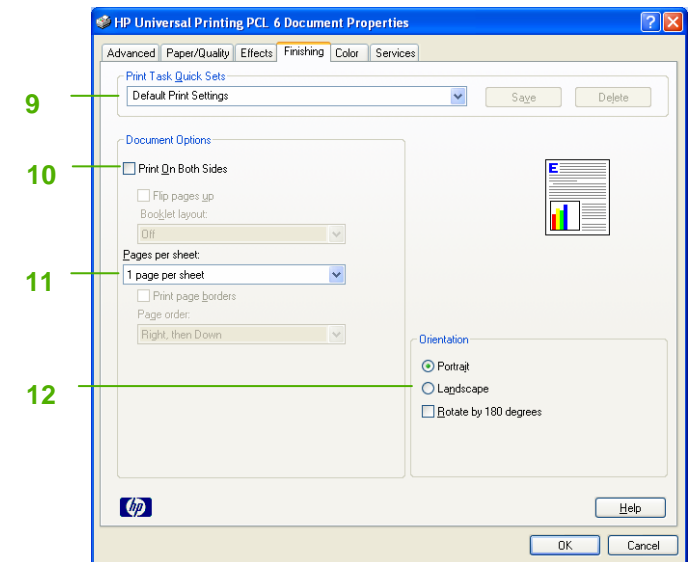 HP Universal Printing PCL 6 Document Properties
Advanced Paper/Quality Effects Finishing Color Services
Print Task Quick Sets
9
Default Print Settings
Save
Delete
Document Options
10
Print On Both Sides
Flip pages up
Booklet layout:
Off
Pages per sheet:
11
1 page per sheet
Print page borders
Page order:
Right, then Down
E
Orientation
Portrait
12
Landscape
Rotate by 180 degrees
hp
Help
OK
Cancel